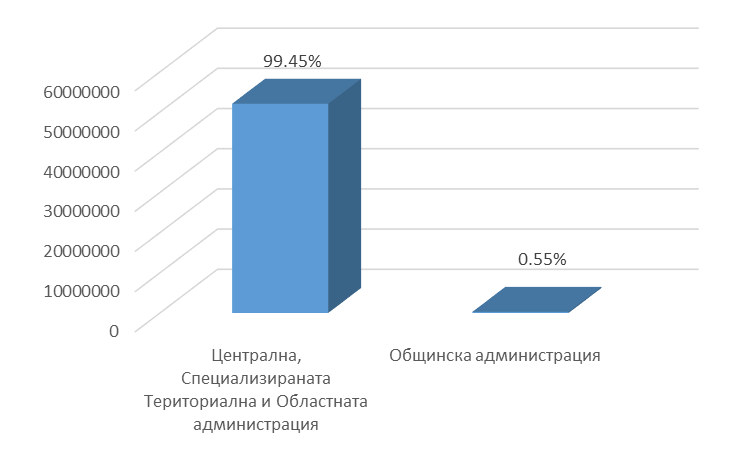 99.45%
60000000
50000000
40000000
30000000
20000000
0.55%
10000000
0
Централна,
Специализираната
Териториална и Областната
администрация
Общинска администрация